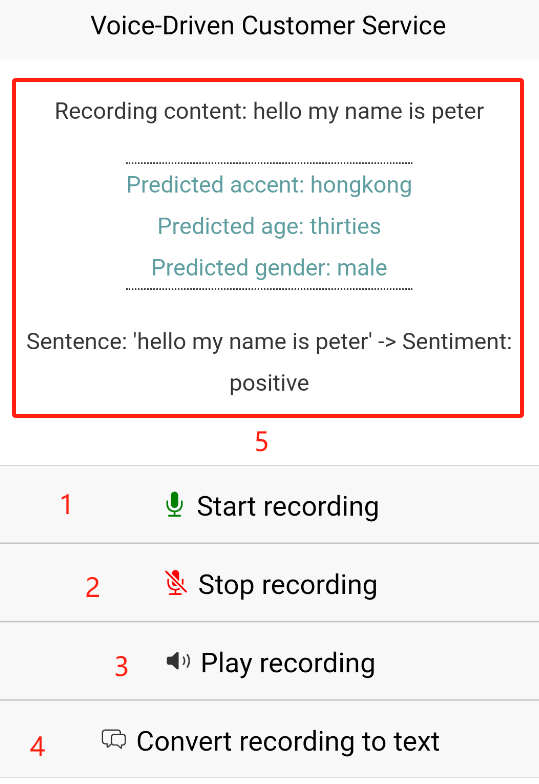 Voice-Driven Customer Service
Recording content: hello my name is peter
Predicted accent: hongkong
Predicted age: thirties
Predicted gender: male
Sentence: 'hello my name is peter' -> Sentiment:
positive
5
1 Start recording
2 Stop recording
3 Play recording
4 Convert recording to text